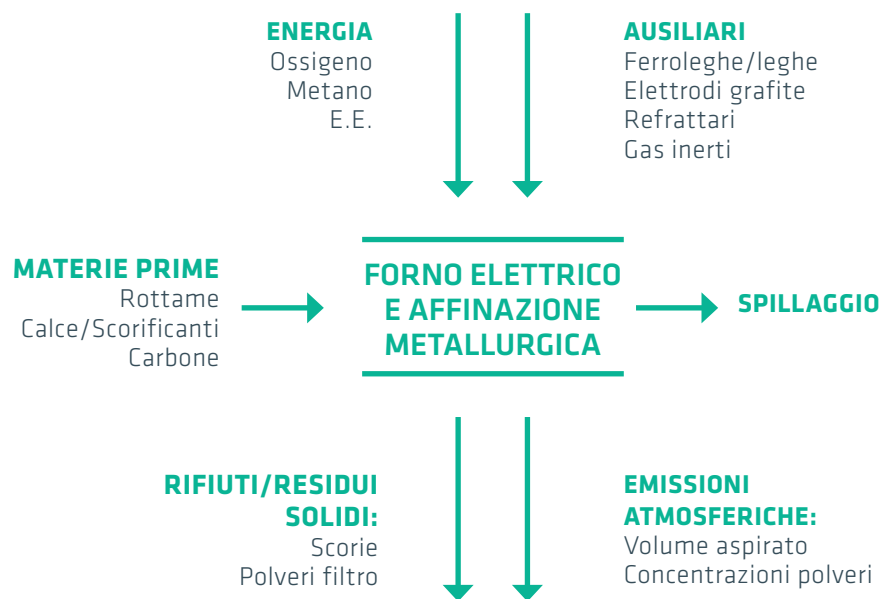 ENERGIA
Ossigeno
Metano
E.E.
AUSILIARI
Ferroleghe/leghe
Elettrodi grafite
Refrattari
Gas inerti
MATERIE PRIME
Rottame
Calce/Scorificanti
Carbone
FORNO ELETTRICO
E AFFINAZIONE
METALLURGICA
SPILLAGGIO
RIFIUTI/RESIDUI
SOLIDI:
Scorie
Polveri filtro
EMISSIONI
ATMOSFERICHE:
Volume aspirato
Concentrazioni polveri